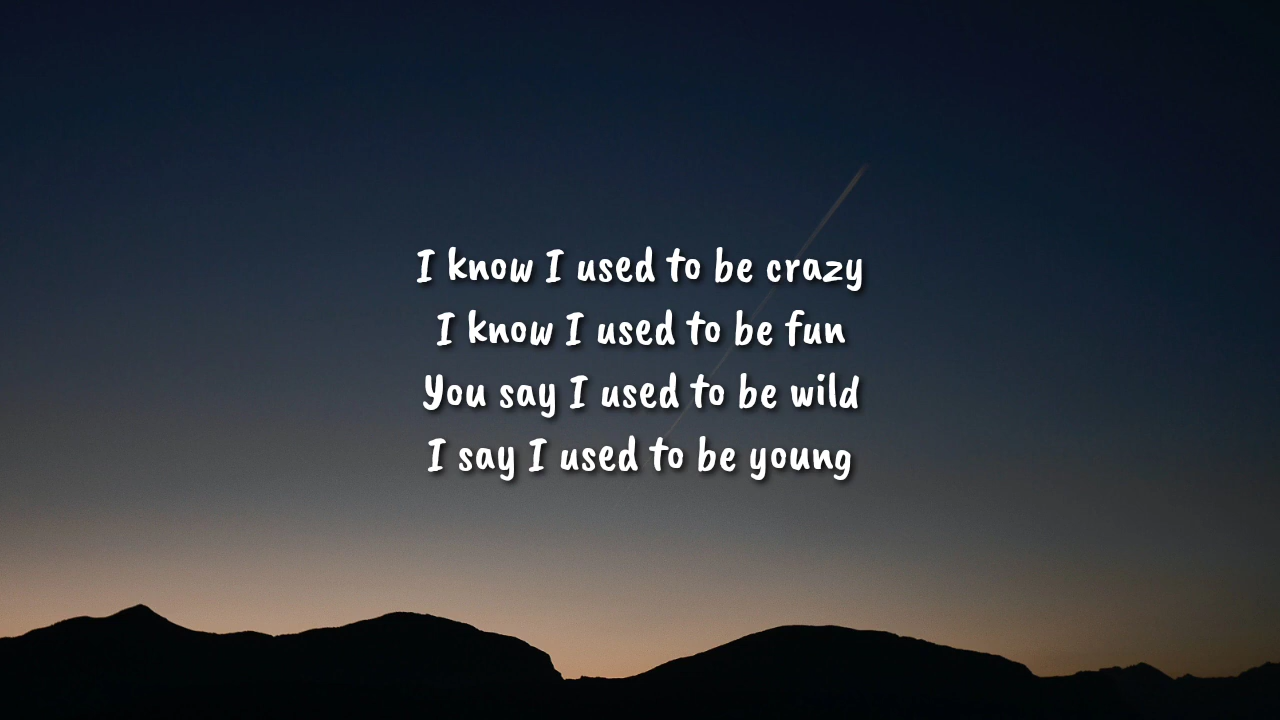 I know I used to be crazy
I know I used to be fun
You say I used to be wild
I say I used to be young